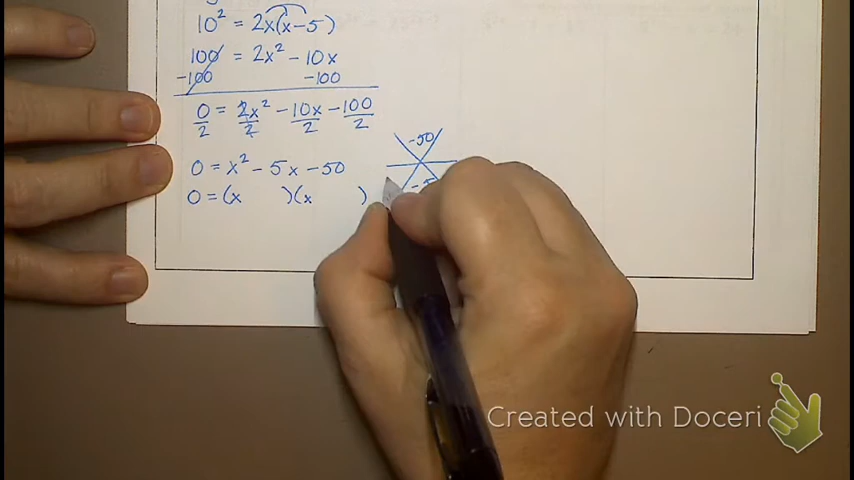 10² = 2x(x-5)
100 = 2x² - 10x
-100 -100
0/2 = 2x²/2 - 10x/2 - 100/2
-50
0 = x² - 5x - 50
-5
0 = (x )(x )
Created with Doceri